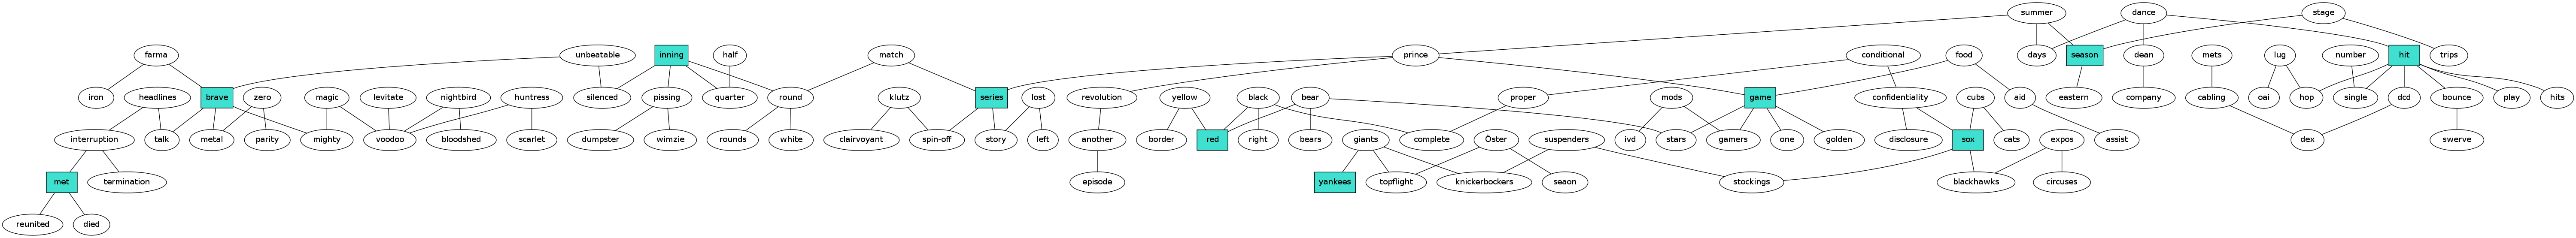 summer dance stage
farma unbeatable inning half match prince conditional food days season dean mets lug number hit trips
iron brave zero magic levitate nightbird huntress silenced pissing quarter round klutz series lost revolution yellow black bear proper mods game confidentiality cubs aid eastern company cabling oai hop single dcd bounce play hits
headlines
interruption talk metal parity mighty voodoo bloodshed scarlet dumpster wimzie rounds white clairvoyant spin-off story left another border red right bears complete giants Öster suspenders ivd stars gamers one golden disclosure sox cats expos assist dex swerve
met termination episode yankees topflight knickerbockers seaon stockings blackhawks circuses
reunited died